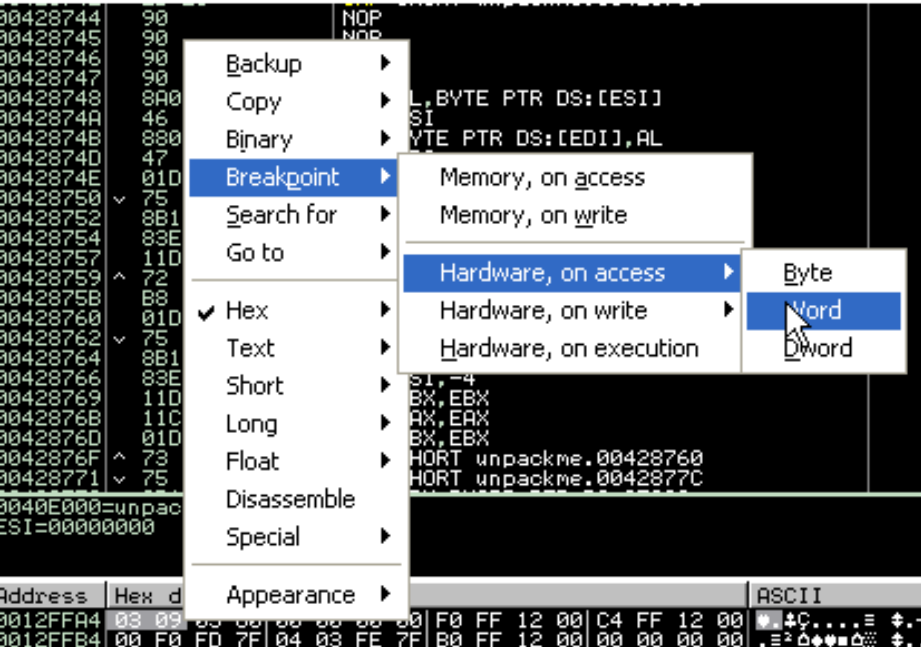 00428744 90 NOP
00428745 90 NOP
00428746 90
00428747 90
00428748 8A0 L,BYTE PTR DS:[ESI]
0042874A 46 SI
0042874B 880 YTE PTR DS:[EDI],AL
0042874D 47
0042874E 01D
00428750 75
00428752 8B1
00428754 83E
00428757 11D
00428759 72
0042875B B8
00428760 01D
00428762 75
00428764 8B1
00428766 83E SI,-4
00428769 11D BX,EBX
0042876B 11C AX,EAX
0042876D 01D BX,EBX
0042876F 73 HORT unpackme.00428760
00428771 75 HORT unpackme.0042877C
0040E000=unpac
ESI=00000000
Backup
Copy
Binary
Breakpoint
Search for
Go to
Hex
Text
Short
Long
Float
Disassemble
Special
Appearance
Memory, on access
Memory, on write
Hardware, on access
Hardware, on write
Hardware, on execution
Byte
Word
Dword
Address Hex d ASCII
0012FFA4 03 09 F0 FF 12 00 C4 FF 12 00
0012FFB4 00 F0 FD 7F 04 03 FE 7F B0 FF 12 00 00 00 00 00